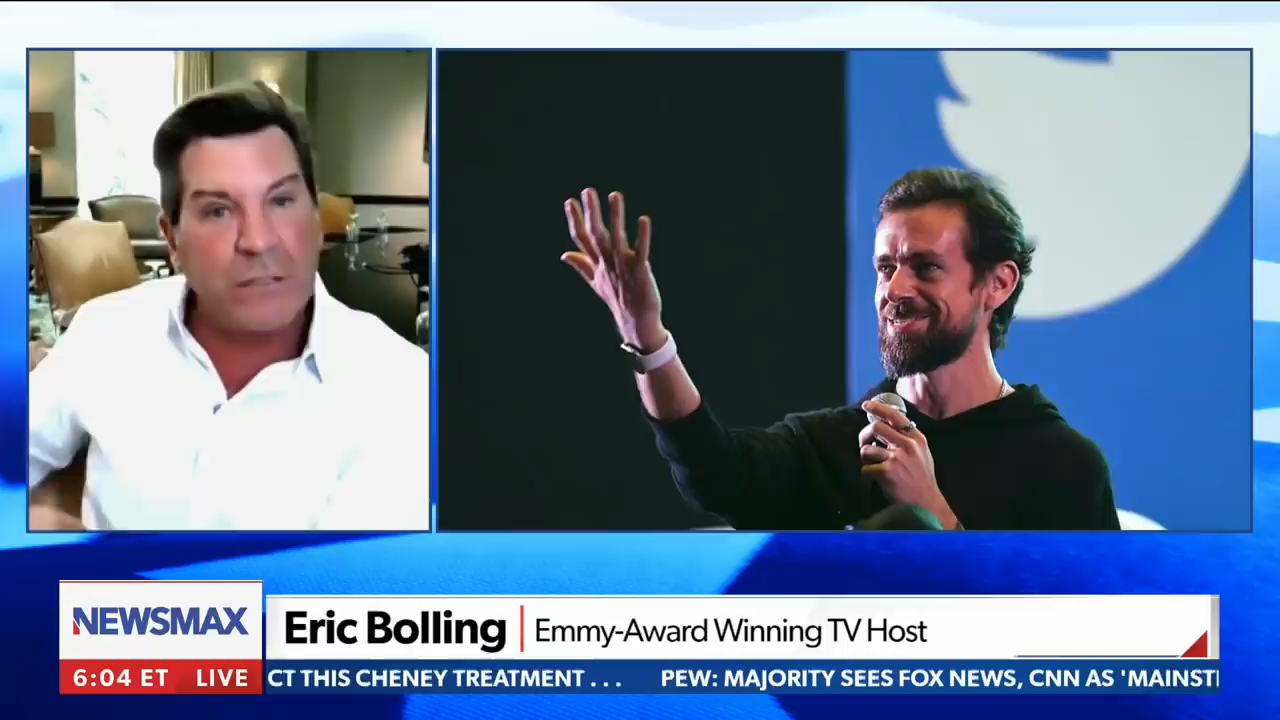 NEWSMAX
Eric Bolling
Emmy-Award Winning TV Host
6:04 ET LIVE
CT THIS CHENEY TREATMENT . . . PEW: MAJORITY SEES FOX NEWS, CNN AS 'MAINST